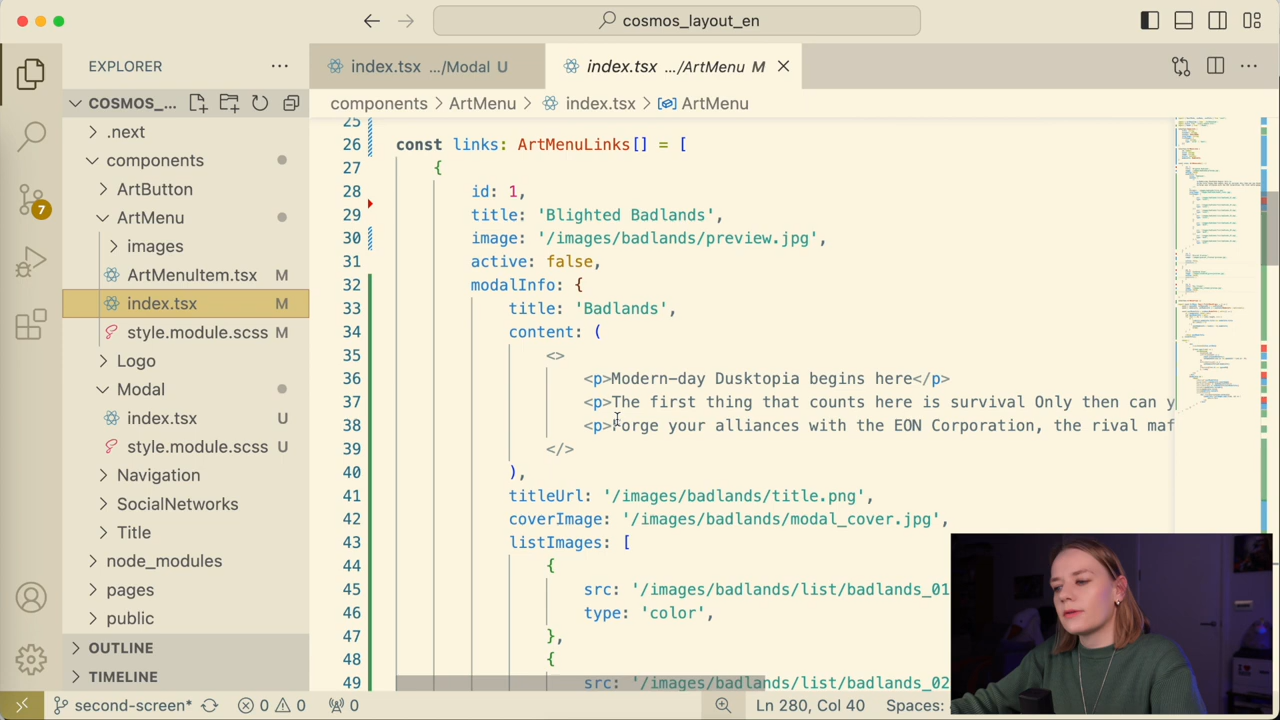 cosmos_layout_en
EXPLORER
index.tsx .../Modal U
index.tsx .../ArtMenu M
COSMOS_...
components
ArtMenu
index.tsx
ArtMenu
.next
components
ArtButton
ArtMenu
images
ArtMenuItem.tsx M
index.tsx M
style.module.scss M
Logo
Modal
index.tsx U
style.module.scss U
Navigation
SocialNetworks
Title
node_modules
pages
public
OUTLINE
TIMELINE
7
25
26 const links: ArtMenuLinks[] = [
27 {
28 id: 1,
29 title: 'Blighted Badlands',
30 image: '/images/badlands/preview.jpg',
31 active: false,
32 modalInfo: {
33 title: 'Badlands',
34 content: (
35 <>
36 <p>Modern-day Dusktopia begins here</p>
37 <p>The first thing that counts here is survival Only then can y
38 <p>Forge your alliances with the EON Corporation, the rival maf
39 </>
40 ),
41 titleUrl: '/images/badlands/title.png',
42 coverImage: '/images/badlands/modal_cover.jpg',
43 listImages: [
44 {
45 src: '/images/badlands/list/badlands_01
46 type: 'color',
47 },
48 {
49 src: '/images/badlands/list/badlands_02
second-screen* 0 0 0
Ln 280, Col 40 Spaces: